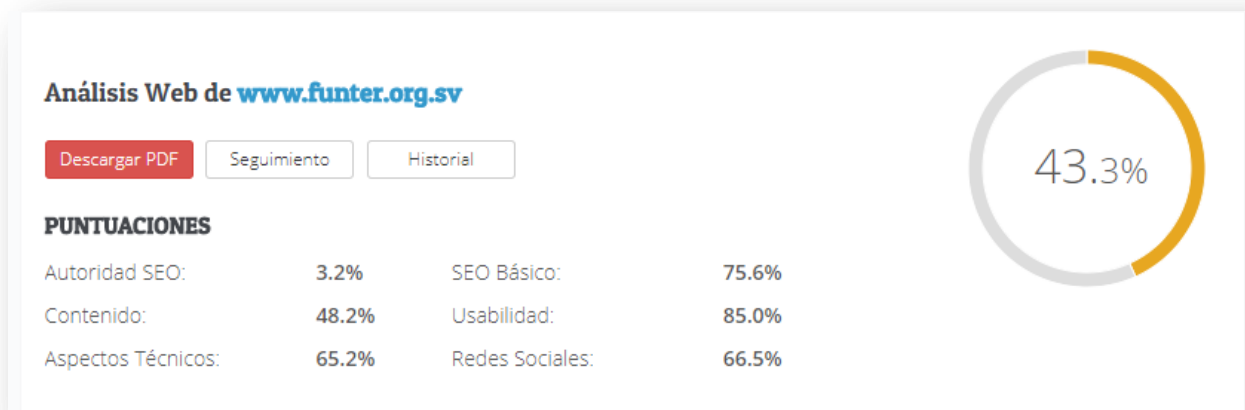 Análisis Web de www.funter.org.sv
Descargar PDF Seguimiento Historial
43.3%
PUNTUACIONES
Autoridad SEO: 3.2% SEO Básico: 75.6%
Contenido: 48.2% Usabilidad: 85.0%
Aspectos Técnicos: 65.2% Redes Sociales: 66.5%